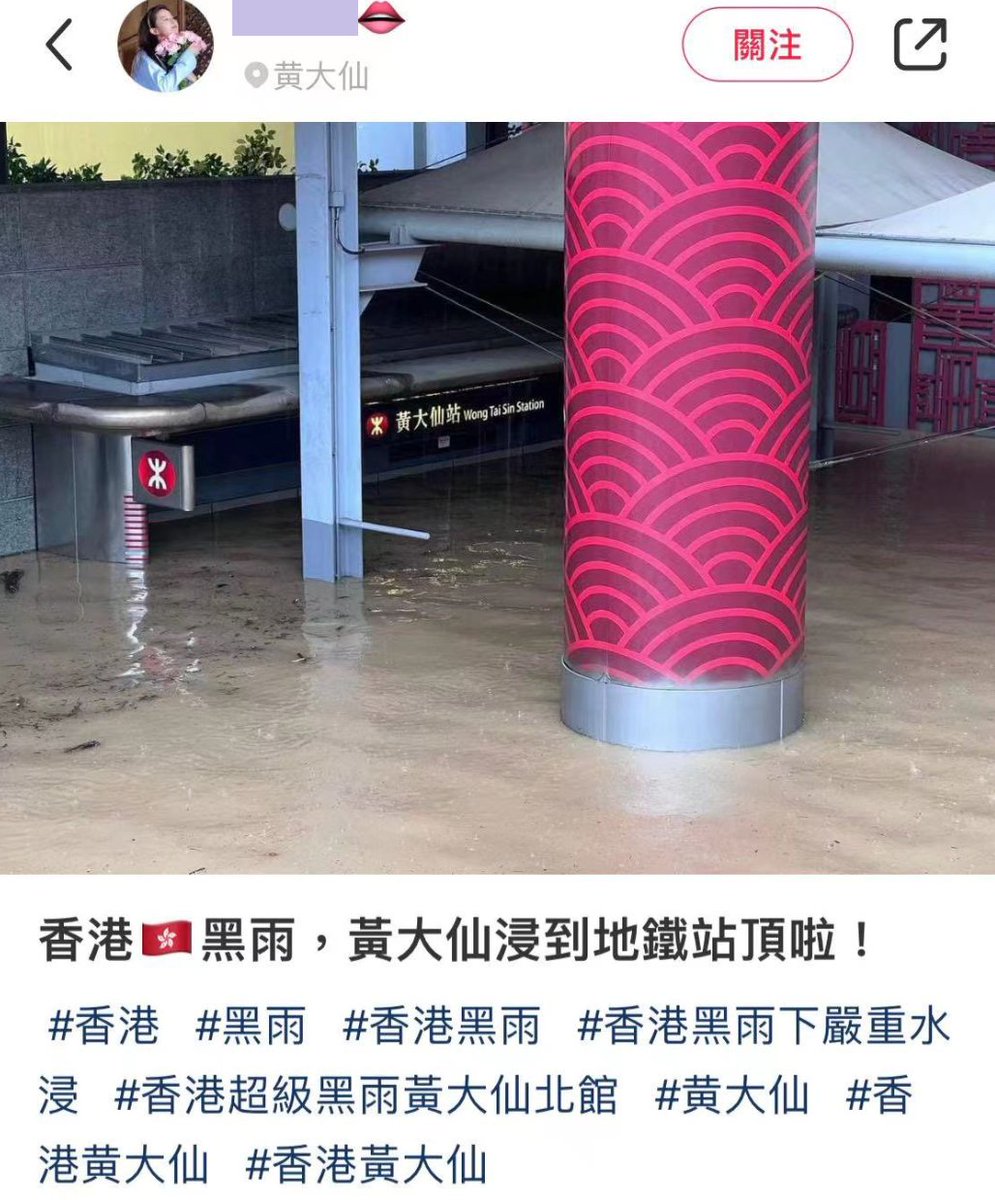 黄大仙
關注
黃大仙站 Wong Tai Sin Station
香港🇭🇰黑雨，黃大仙浸到地鐵站頂啦！
#香港 #黑雨 #香港黑雨 #香港黑雨下嚴重水
浸 #香港超級黑雨黃大仙北館 #黄大仙 #香
港黄大仙 #香港黃大仙